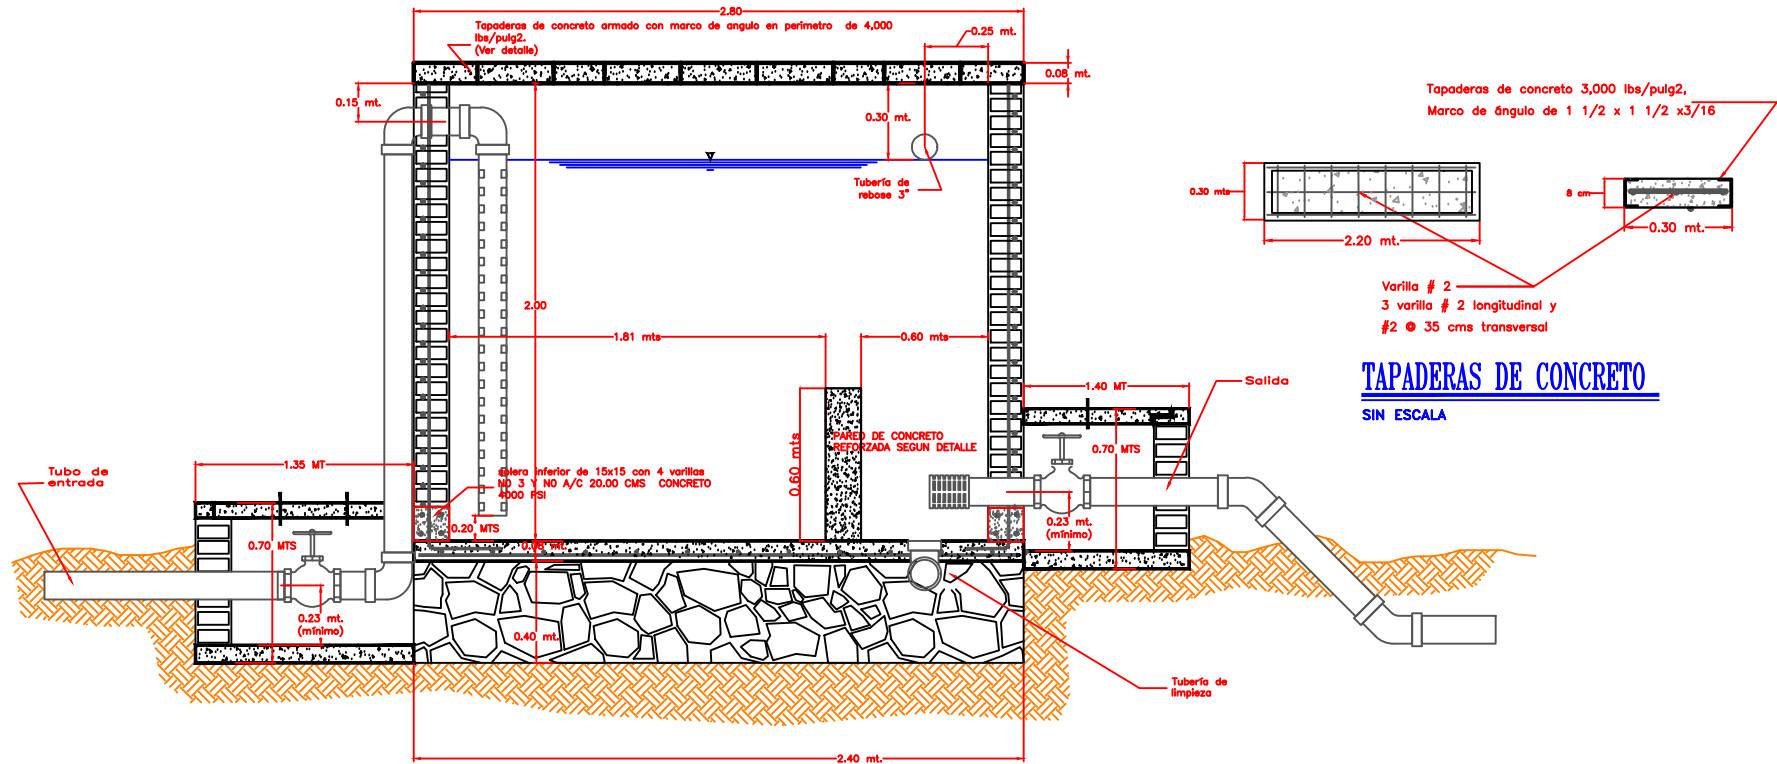 2.80
Tapaderas de concreto armado con marco de angulo en perimetro de 4,000
lbs/pulg2.
(Ver detalle)
0.25 mt.
0.08 mt.
0.15 mt.
0.30 mt.
Tubería de
rebose 3"
2.00
1.81 mts
0.60 mts
0.60 mts
PARED DE CONCRETO
REFORZADA SEGUN DETALLE
solera inferior de 15x15 con 4 varillas
NO 3 Y NO A/C 20.00 CMS CONCRETO
4000 PSI
0.20 MTS
0.08 mt.
0.40 mt.
Tubo de
entrada
1.35 MT
0.70 MTS
0.23 mt.
(mínimo)
1.40 MT
0.70 MTS
Salida
0.23 mt.
(mínimo)
Tubería de
limpieza
2.40 mt.
Tapaderas de concreto 3,000 lbs/pulg2,
Marco de ángulo de 1 1/2 x 1 1/2 x3/16
0.30 mts
2.20 mt.
8 cm
0.30 mt.
Varilla # 2
3 varilla # 2 longitudinal y
#2 @ 35 cms transversal
TAPADERAS DE CONCRETO
SIN ESCALA